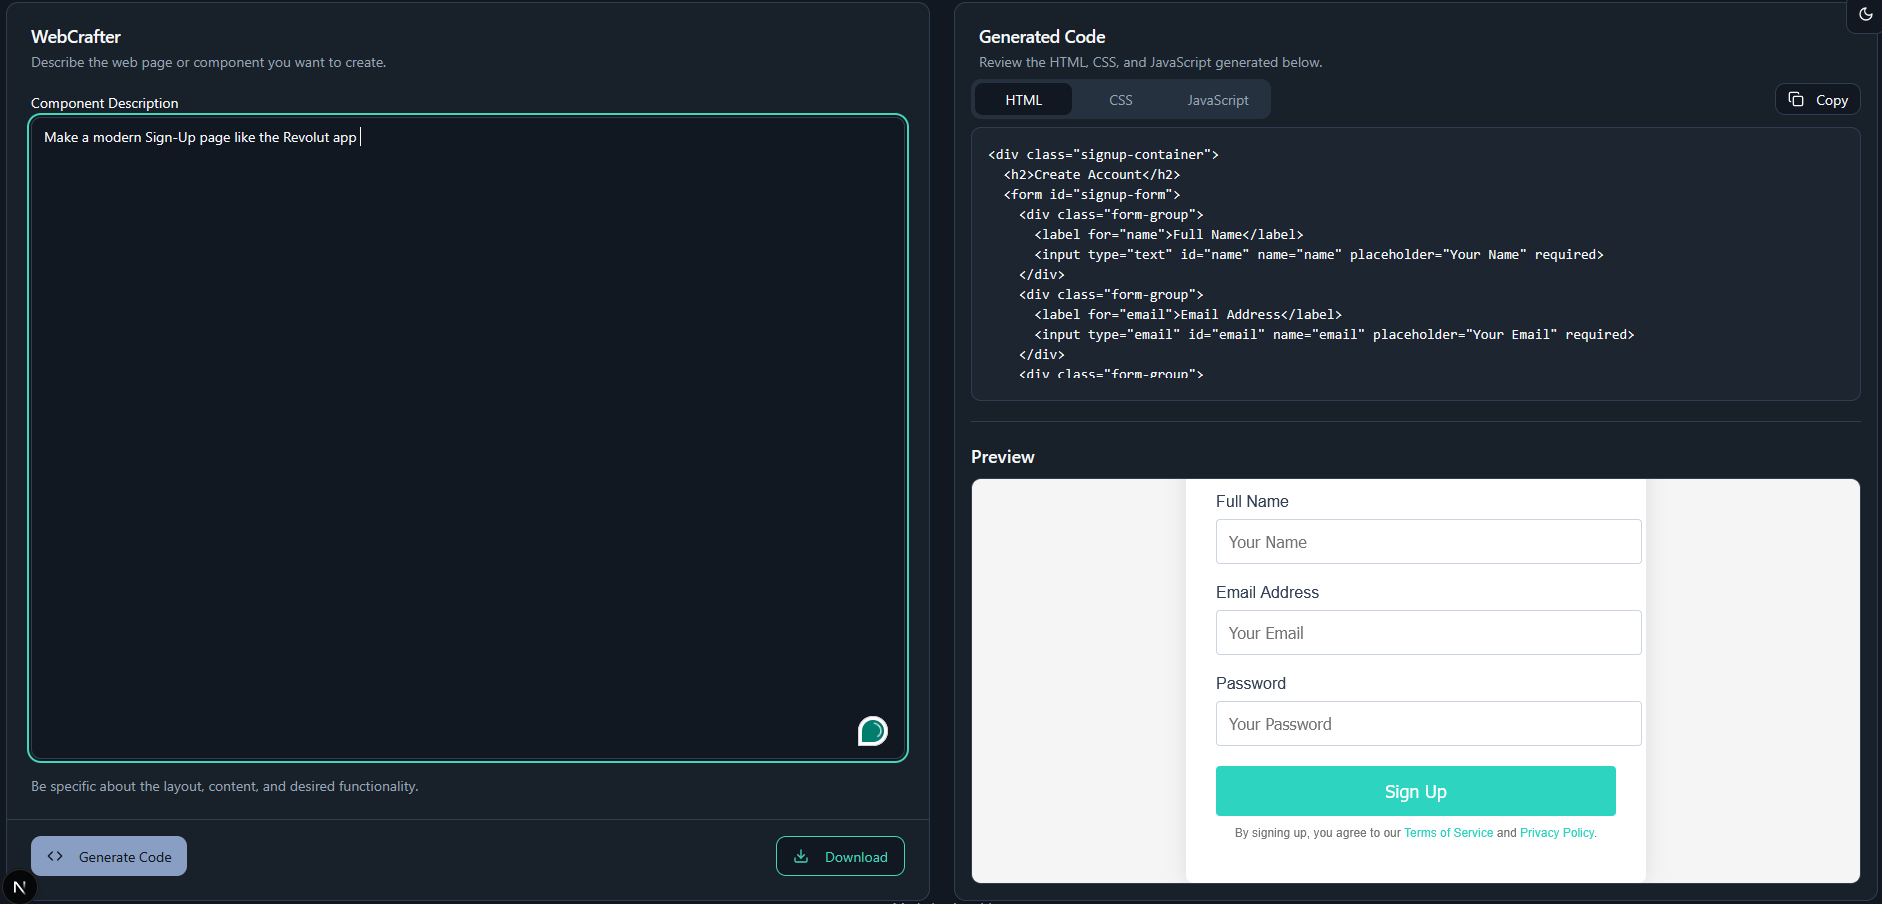 WebCrafter
Describe the web page or component you want to create.
Component Description
Make a modern Sign-Up page like the Revolut app
Be specific about the layout, content, and desired functionality.
Generate Code
Download
N
Generated Code
Review the HTML, CSS, and JavaScript generated below.
HTML CSS JavaScript
Copy
<div class="signup-container">
  <h2>Create Account</h2>
  <form id="signup-form">
    <div class="form-group">
      <label for="name">Full Name</label>
      <input type="text" id="name" name="name" placeholder="Your Name" required>
    </div>
    <div class="form-group">
      <label for="email">Email Address</label>
      <input type="email" id="email" name="email" placeholder="Your Email" required>
    </div>
    <div class="form-group">
Preview
Full Name
Your Name
Email Address
Your Email
Password
Your Password
Sign Up
By signing up, you agree to our Terms of Service and Privacy Policy.